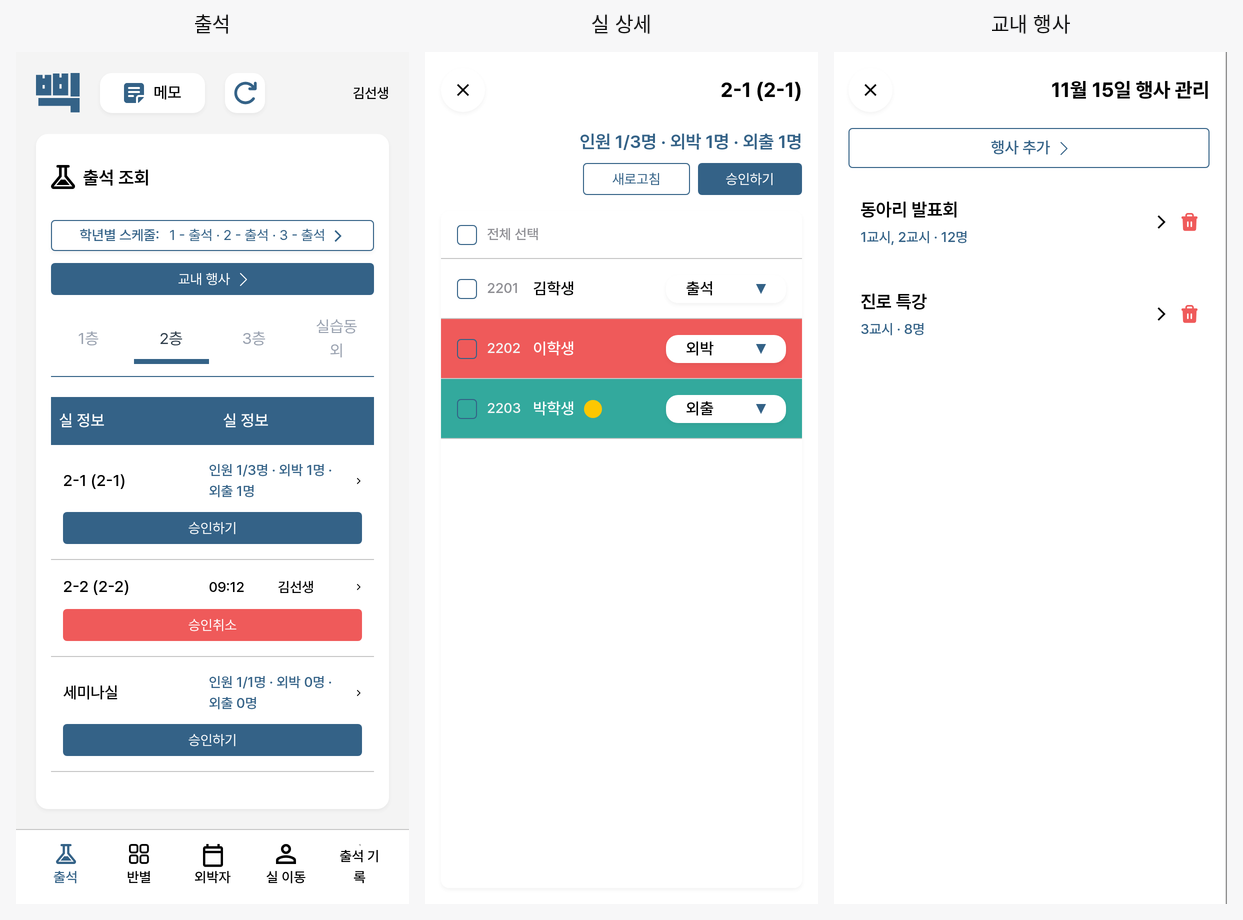 출석
실 상세
교내 행사
빽
메모
김선생
출석 조회
학년별 스케줄: 1 - 출석 · 2 - 출석 · 3 - 출석
교내 행사
1층
2층
3층
실습동
외
실 정보
실 정보
2-1 (2-1)
인원 1/3명 · 외박 1명 ·
외출 1명
승인하기
2-2 (2-2)
09:12
김선생
승인취소
세미나실
인원 1/1명 · 외박 0명 ·
외출 0명
승인하기
출석
반별
외박자
실 이동
출석 기
록
2-1 (2-1)
인원 1/3명 · 외박 1명 · 외출 1명
새로고침
승인하기
전체 선택
2201 김학생 출석
2202 이학생 외박
2203 박학생 외출
11월 15일 행사 관리
행사 추가
동아리 발표회
1교시, 2교시 · 12명
진로 특강
3교시 · 8명